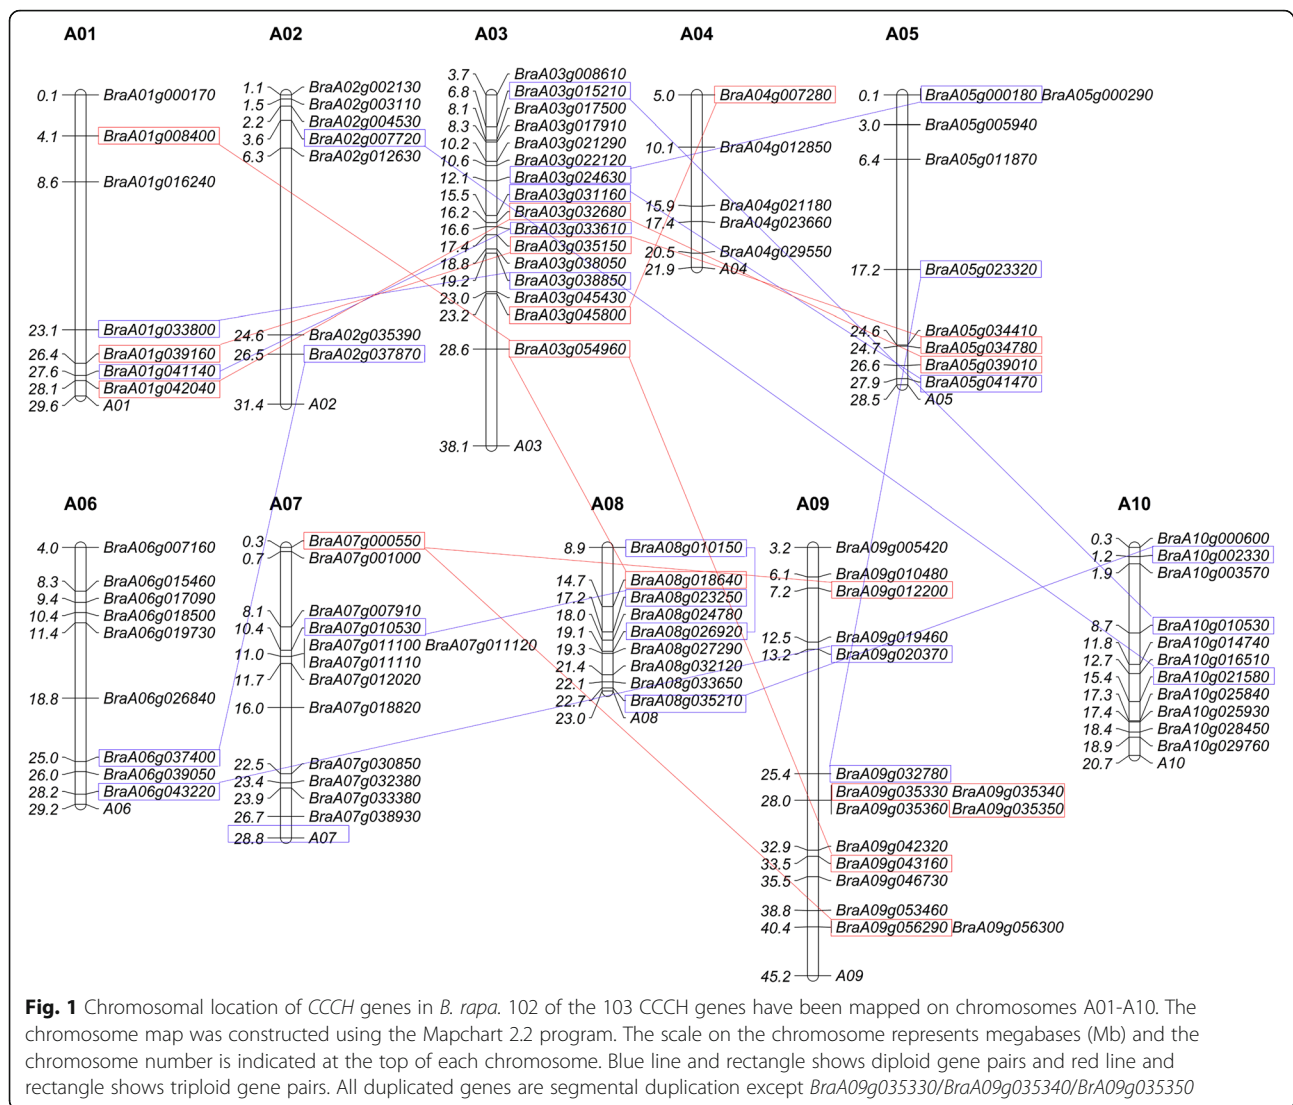 A01
A02
A03
A04
A05
0.1 BraA01g000170
4.1 BraA01g008400
8.6 BraA01g016240
23.1 BraA01g033800
26.4 BraA01g039160
27.6 BraA01g041140
28.1 BraA01g042040
29.6 A01
1.1 BraA02g002130
1.5 BraA02g003110
2.2 BraA02g004530
3.6 BraA02g007720
6.3 BraA02g012630
24.6 BraA02g035390
26.5 BraA02g037870
31.4 A02
3.7 BraA03g008610
6.8 BraA03g015210
8.1 BraA03g017500
8.3 BraA03g017910
10.2 BraA03g021290
10.6 BraA03g022120
12.1 BraA03g024630
15.5 BraA03g031160
16.2 BraA03g032680
16.6 BraA03g033610
17.4 BraA03g035150
18.8 BraA03g038050
19.2 BraA03g038850
23.0 BraA03g045430
23.2 BraA03g045800
28.6 BraA03g054960
38.1 A03
5.0 BraA04g007280
10.1 BraA04g012850
15.9 BraA04g021180
17.4 BraA04g023660
20.5 BraA04g029550
21.9 A04
0.1 BraA05g000180 BraA05g000290
3.0 BraA05g005940
6.4 BraA05g011870
17.2 BraA05g023320
24.6 BraA05g034410
24.7 BraA05g034780
26.6 BraA05g039010
27.9 BraA05g041470
28.5 A05
A06
A07
A08
A09
A10
4.0 BraA06g007160
8.3 BraA06g015460
9.4 BraA06g017090
10.4 BraA06g018500
11.4 BraA06g019730
18.8 BraA06g026840
25.0 BraA06g037400
26.0 BraA06g039050
28.2 BraA06g043220
29.2 A06
0.3 BraA07g000550
0.7 BraA07g001000
8.1 BraA07g007910
10.4 BraA07g010530
11.0 BraA07g011100 BraA07g011120
BraA07g011110
11.7 BraA07g012020
16.0 BraA07g018820
22.5 BraA07g030850
23.4 BraA07g032380
23.9 BraA07g033380
26.7 BraA07g038930
28.8 A07
8.9 BraA08g010150
14.7 BraA08g018640
17.2 BraA08g023250
18.0 BraA08g024780
19.1 BraA08g026920
19.3 BraA08g027290
21.4 BraA08g032120
22.1 BraA08g033650
22.7 BraA08g035210
23.0 A08
3.2 BraA09g005420
6.1 BraA09g010480
7.2 BraA09g012200
12.5 BraA09g019460
13.2 BraA09g020370
25.4 BraA09g032780
28.0 BraA09g035330 BraA09g035340
BraA09g035360 BraA09g035350
32.9 BraA09g042320
33.5 BraA09g043160
35.5 BraA09g046730
38.8 BraA09g053460
40.4 BraA09g056290 BraA09g056300
45.2 A09
0.3 BraA10g000600
1.2 BraA10g002330
1.9 BraA10g003570
8.7 BraA10g010530
11.8 BraA10g014740
12.7 BraA10g016510
15.4 BraA10g021580
17.3 BraA10g025840
17.4 BraA10g025930
18.4 BraA10g028450
18.9 BraA10g029760
20.7 A10
Fig. 1 Chromosomal location of CCCH genes in B. rapa. 102 of the 103 CCCH genes have been mapped on chromosomes A01-A10. The
chromosome map was constructed using the Mapchart 2.2 program. The scale on the chromosome represents megabases (Mb) and the
chromosome number is indicated at the top of each chromosome. Blue line and rectangle shows diploid gene pairs and red line and
rectangle shows triploid gene pairs. All duplicated genes are segmental duplication except BraA09g035330/BraA09g035340/BrA09g035350